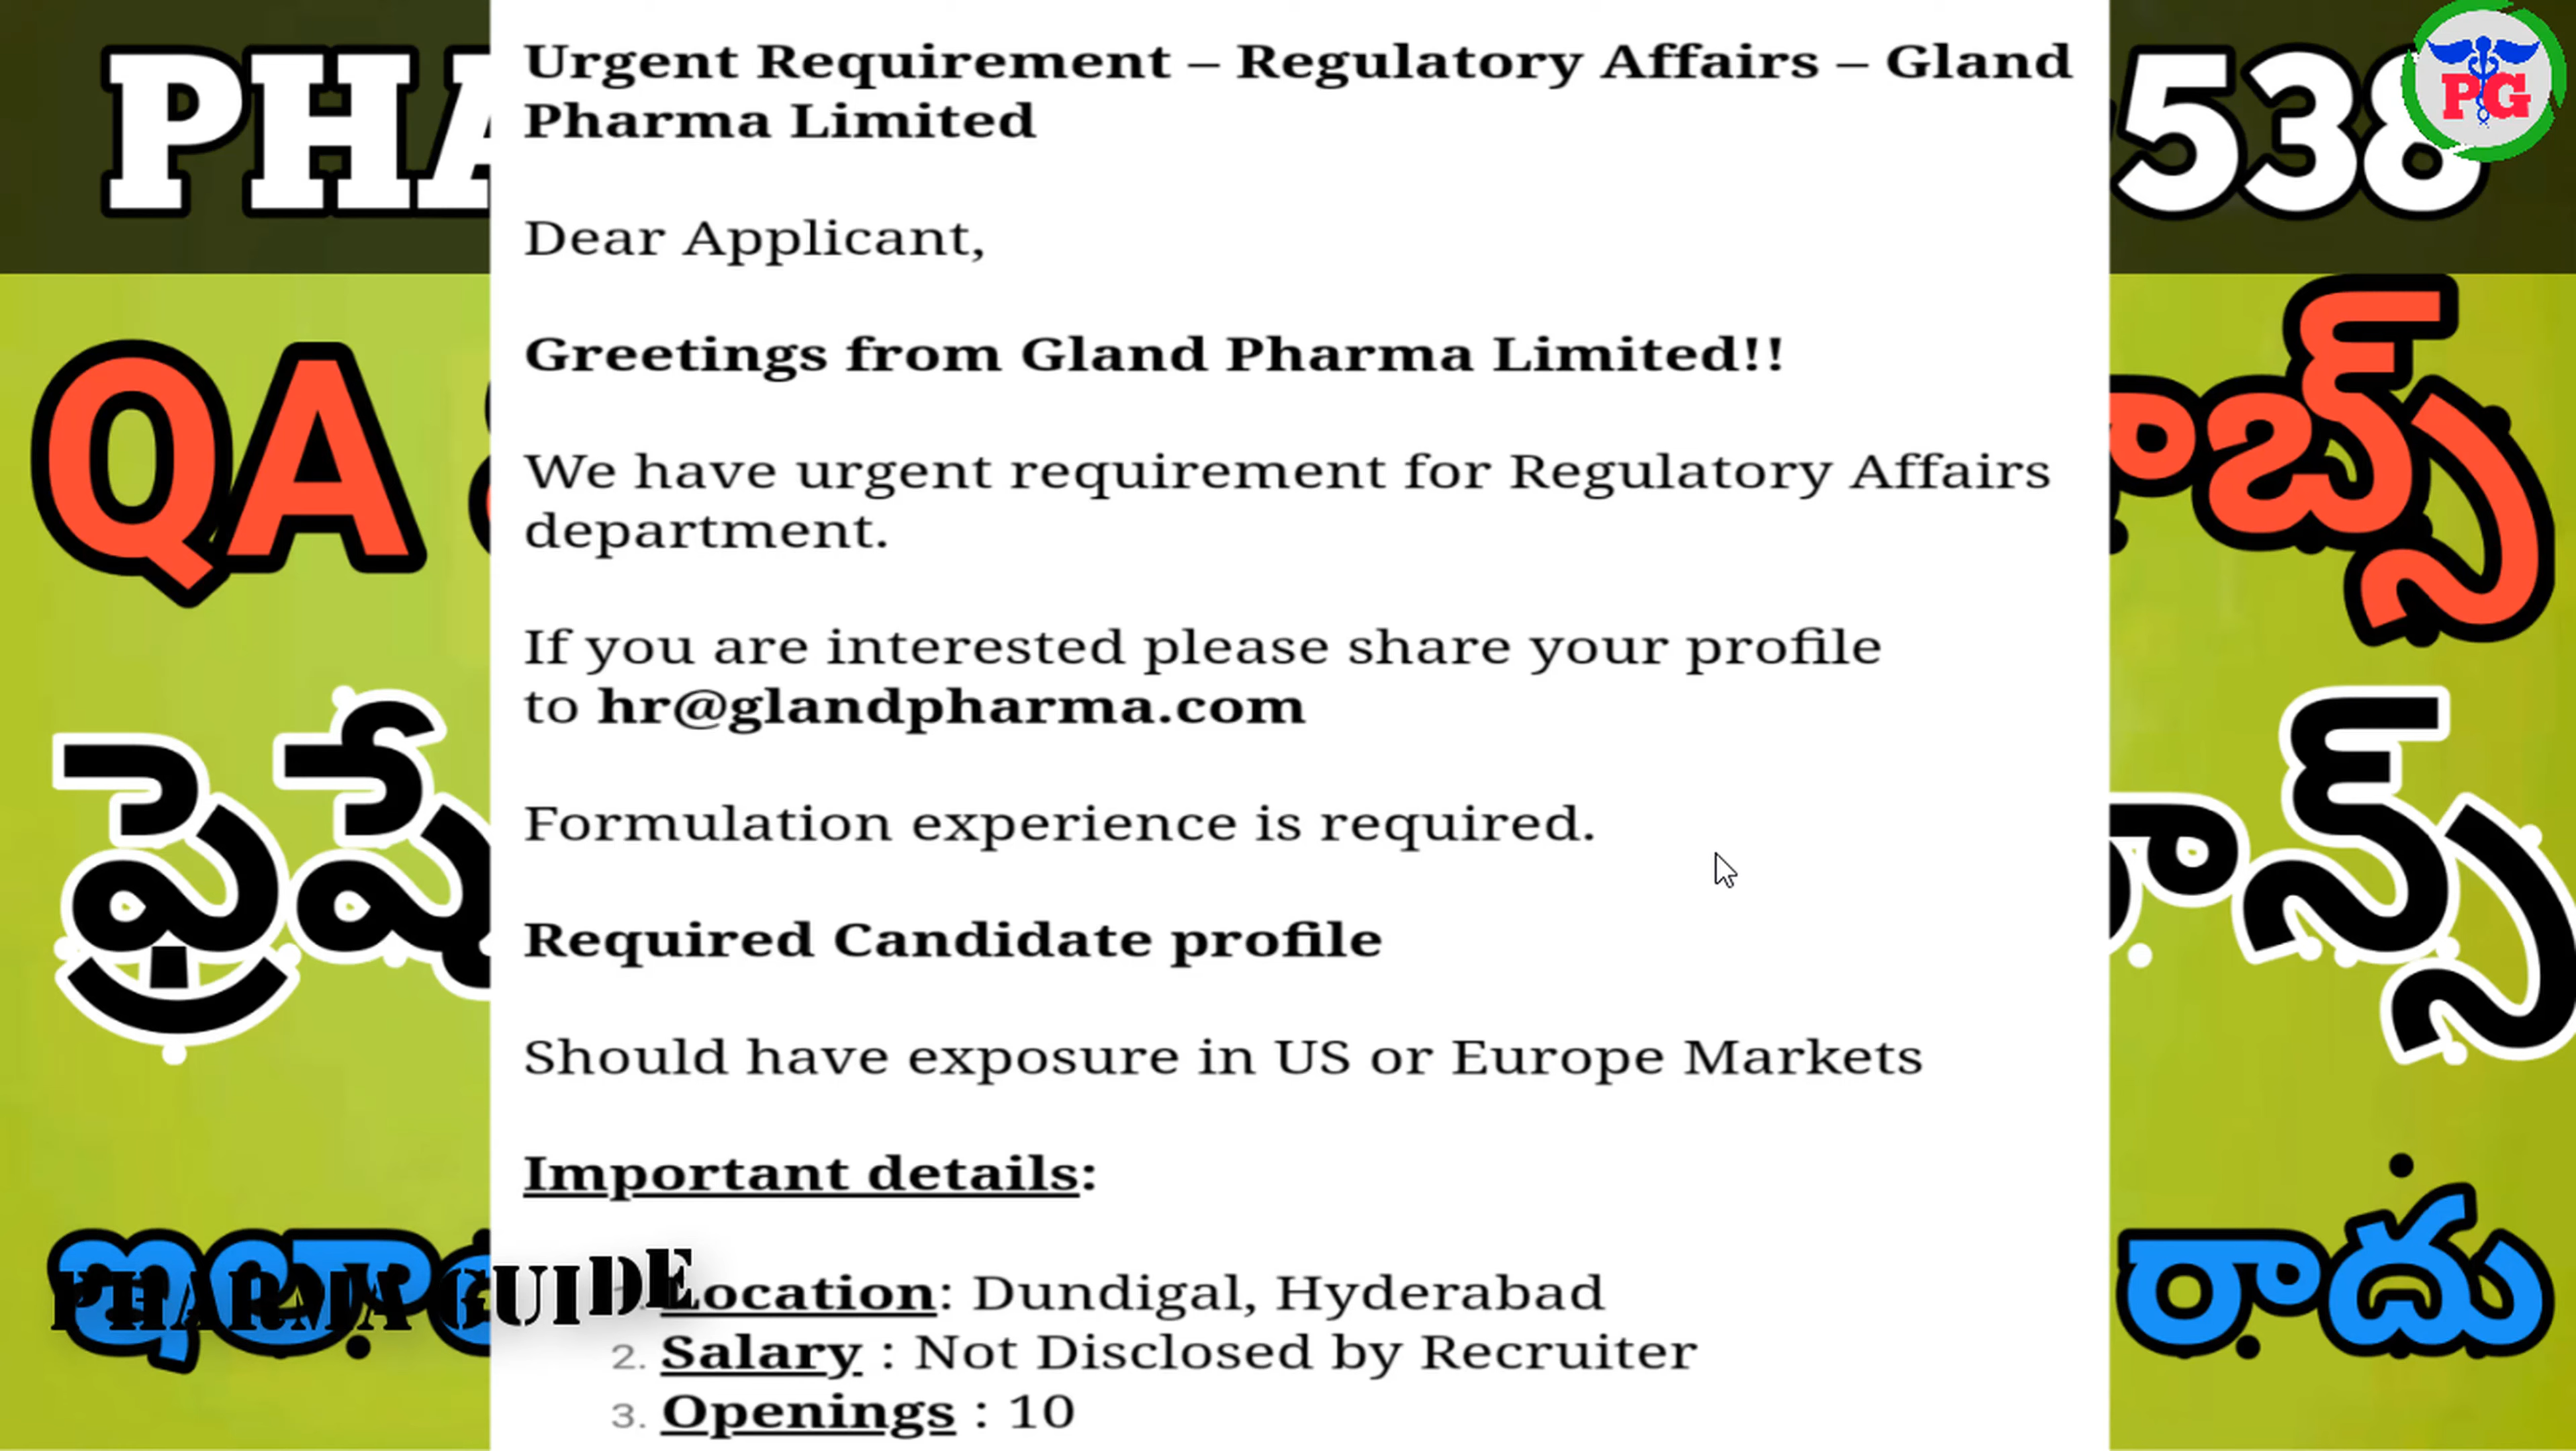 PHA
538
PG
QA
Urgent Requirement – Regulatory Affairs – Gland
Pharma Limited
Dear Applicant,
Greetings from Gland Pharma Limited!!
We have urgent requirement for Regulatory Affairs
department.
If you are interested please share your profile
to hr@glandpharma.com
Formulation experience is required.
Required Candidate profile
Should have exposure in US or Europe Markets
Important details:
Location: Dundigal, Hyderabad
2. Salary : Not Disclosed by Recruiter
3. Openings : 10
PHARMA GUIDE
రాదు